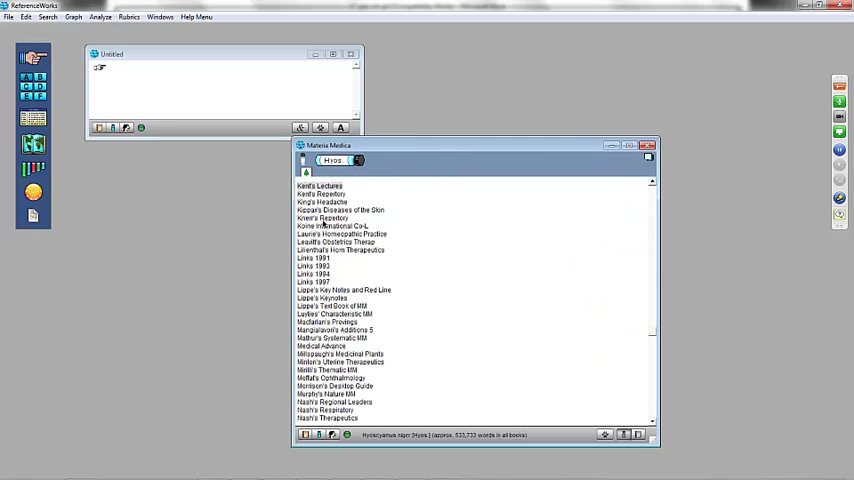 ReferenceWorks
File Edit Search Graph Analyze Rubrics Windows Help Menu
Untitled
A B
C D
E F
A
Materia Medica
Hyos.
Kent's Lectures
Kent's Repertory
King's Headache
Kippax's Diseases of the Skin
Knerr's Repertory
Koine International Co-L
Laurie's Homeopathic Practice
Leavitt's Obstetrics Therap
Lilienthal's Hom Therapeutics
Links 1991
Links 1993
Links 1994
Links 1997
Lippe's Key Notes and Red Line
Lippe's Keynotes
Lippe's Text Book of MM
Luyties' Characteristic MM
Macfarlan's Provings
Mangialavori's Additions 5
Mathur's Systematic MM
Medical Advance
Millspaugh's Medicinal Plants
Minton's Uterine Therapeutics
Mirilli's Thematic MM
Moffat's Ophthalmology
Morrison's Desktop Guide
Murphy's Nature MM
Nash's Regional Leaders
Nash's Respiratory
Nash's Therapeutics
Hyoscyamus niger [Hyos.] (approx. 533,733 words in all books)